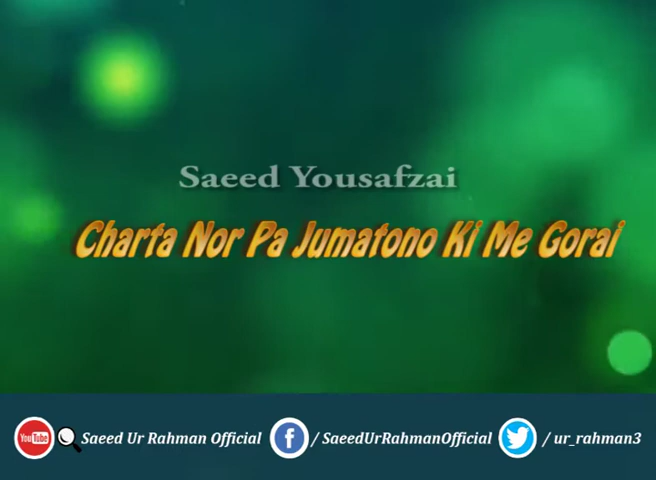 Saeed Yousafzai
Charta Nor Pa Jumatono Ki Me Gorai
YouTube Saeed Ur Rahman Official f / SaeedUrRahmanOfficial / ur_rahman3